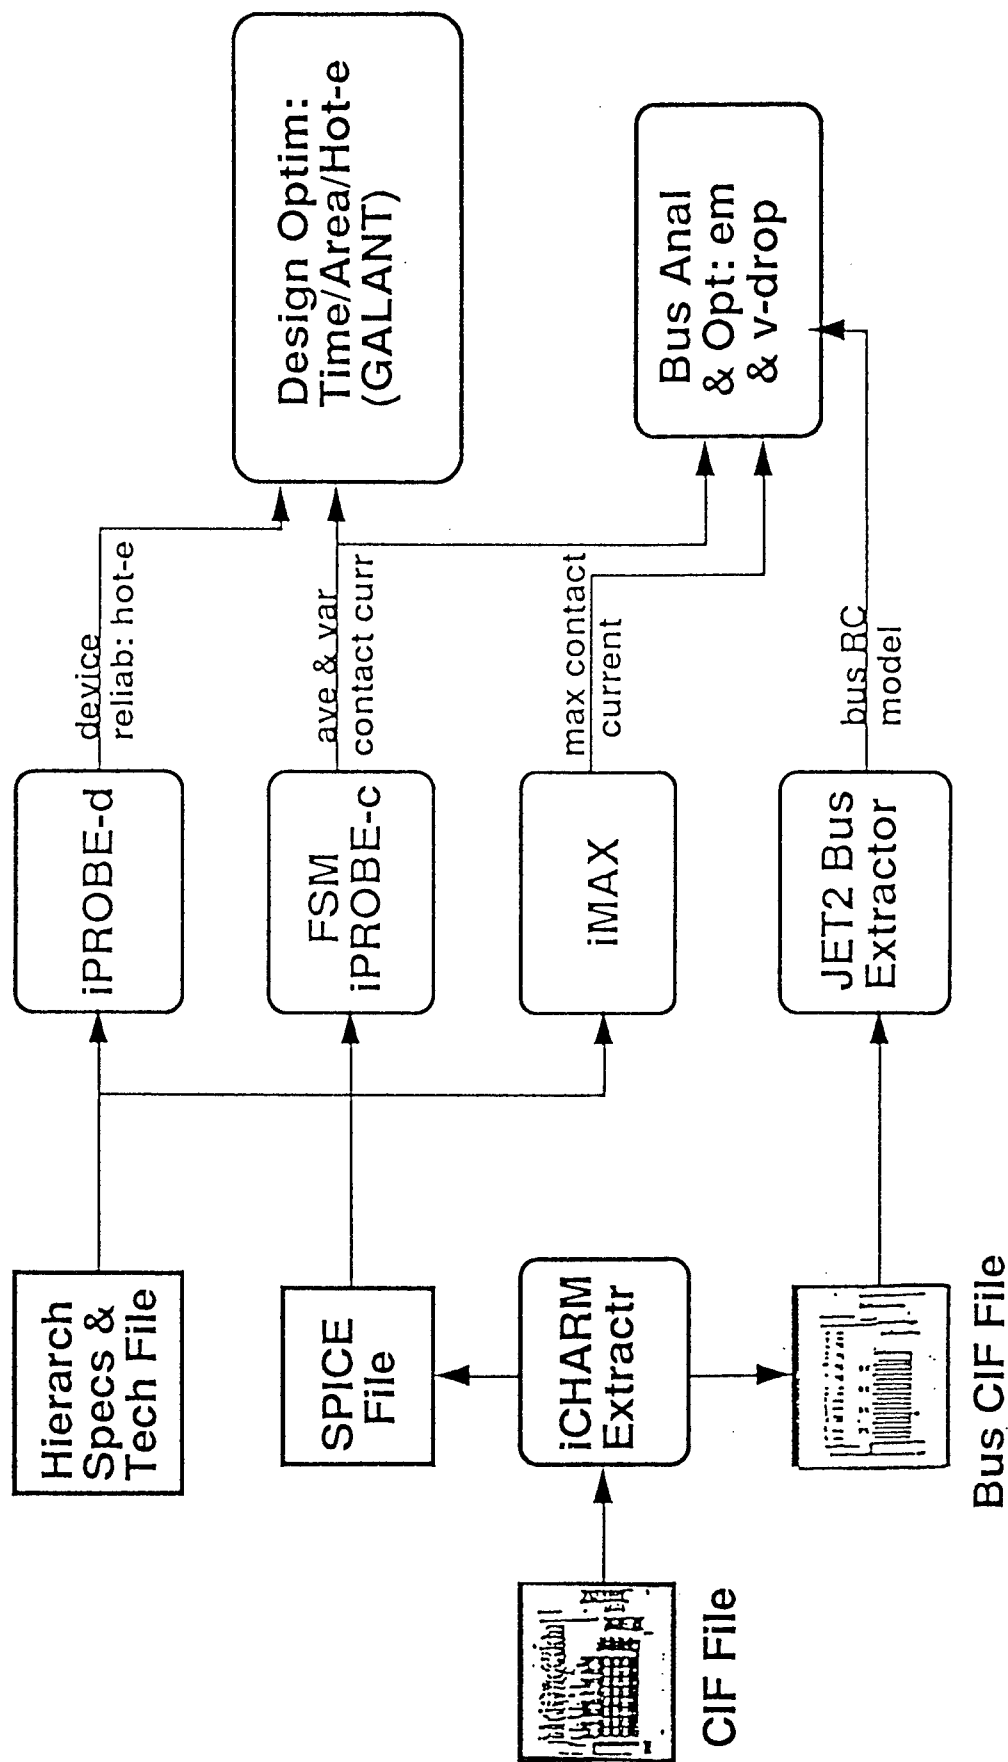 Hierarch
Specs &
Tech File
SPICE
File
iCHARM
Extractr
CIF File
Bus CIF File
iPROBE-d
FSM
iPROBE-c
iMAX
JET2 Bus
Extractor
device
reliab: hot-e
ave & var
contact curr
max contact
current
bus RC
model
Design Optim:
Time/Area/Hot-e
(GALANT)
Bus Anal
& Opt: em
& v-drop